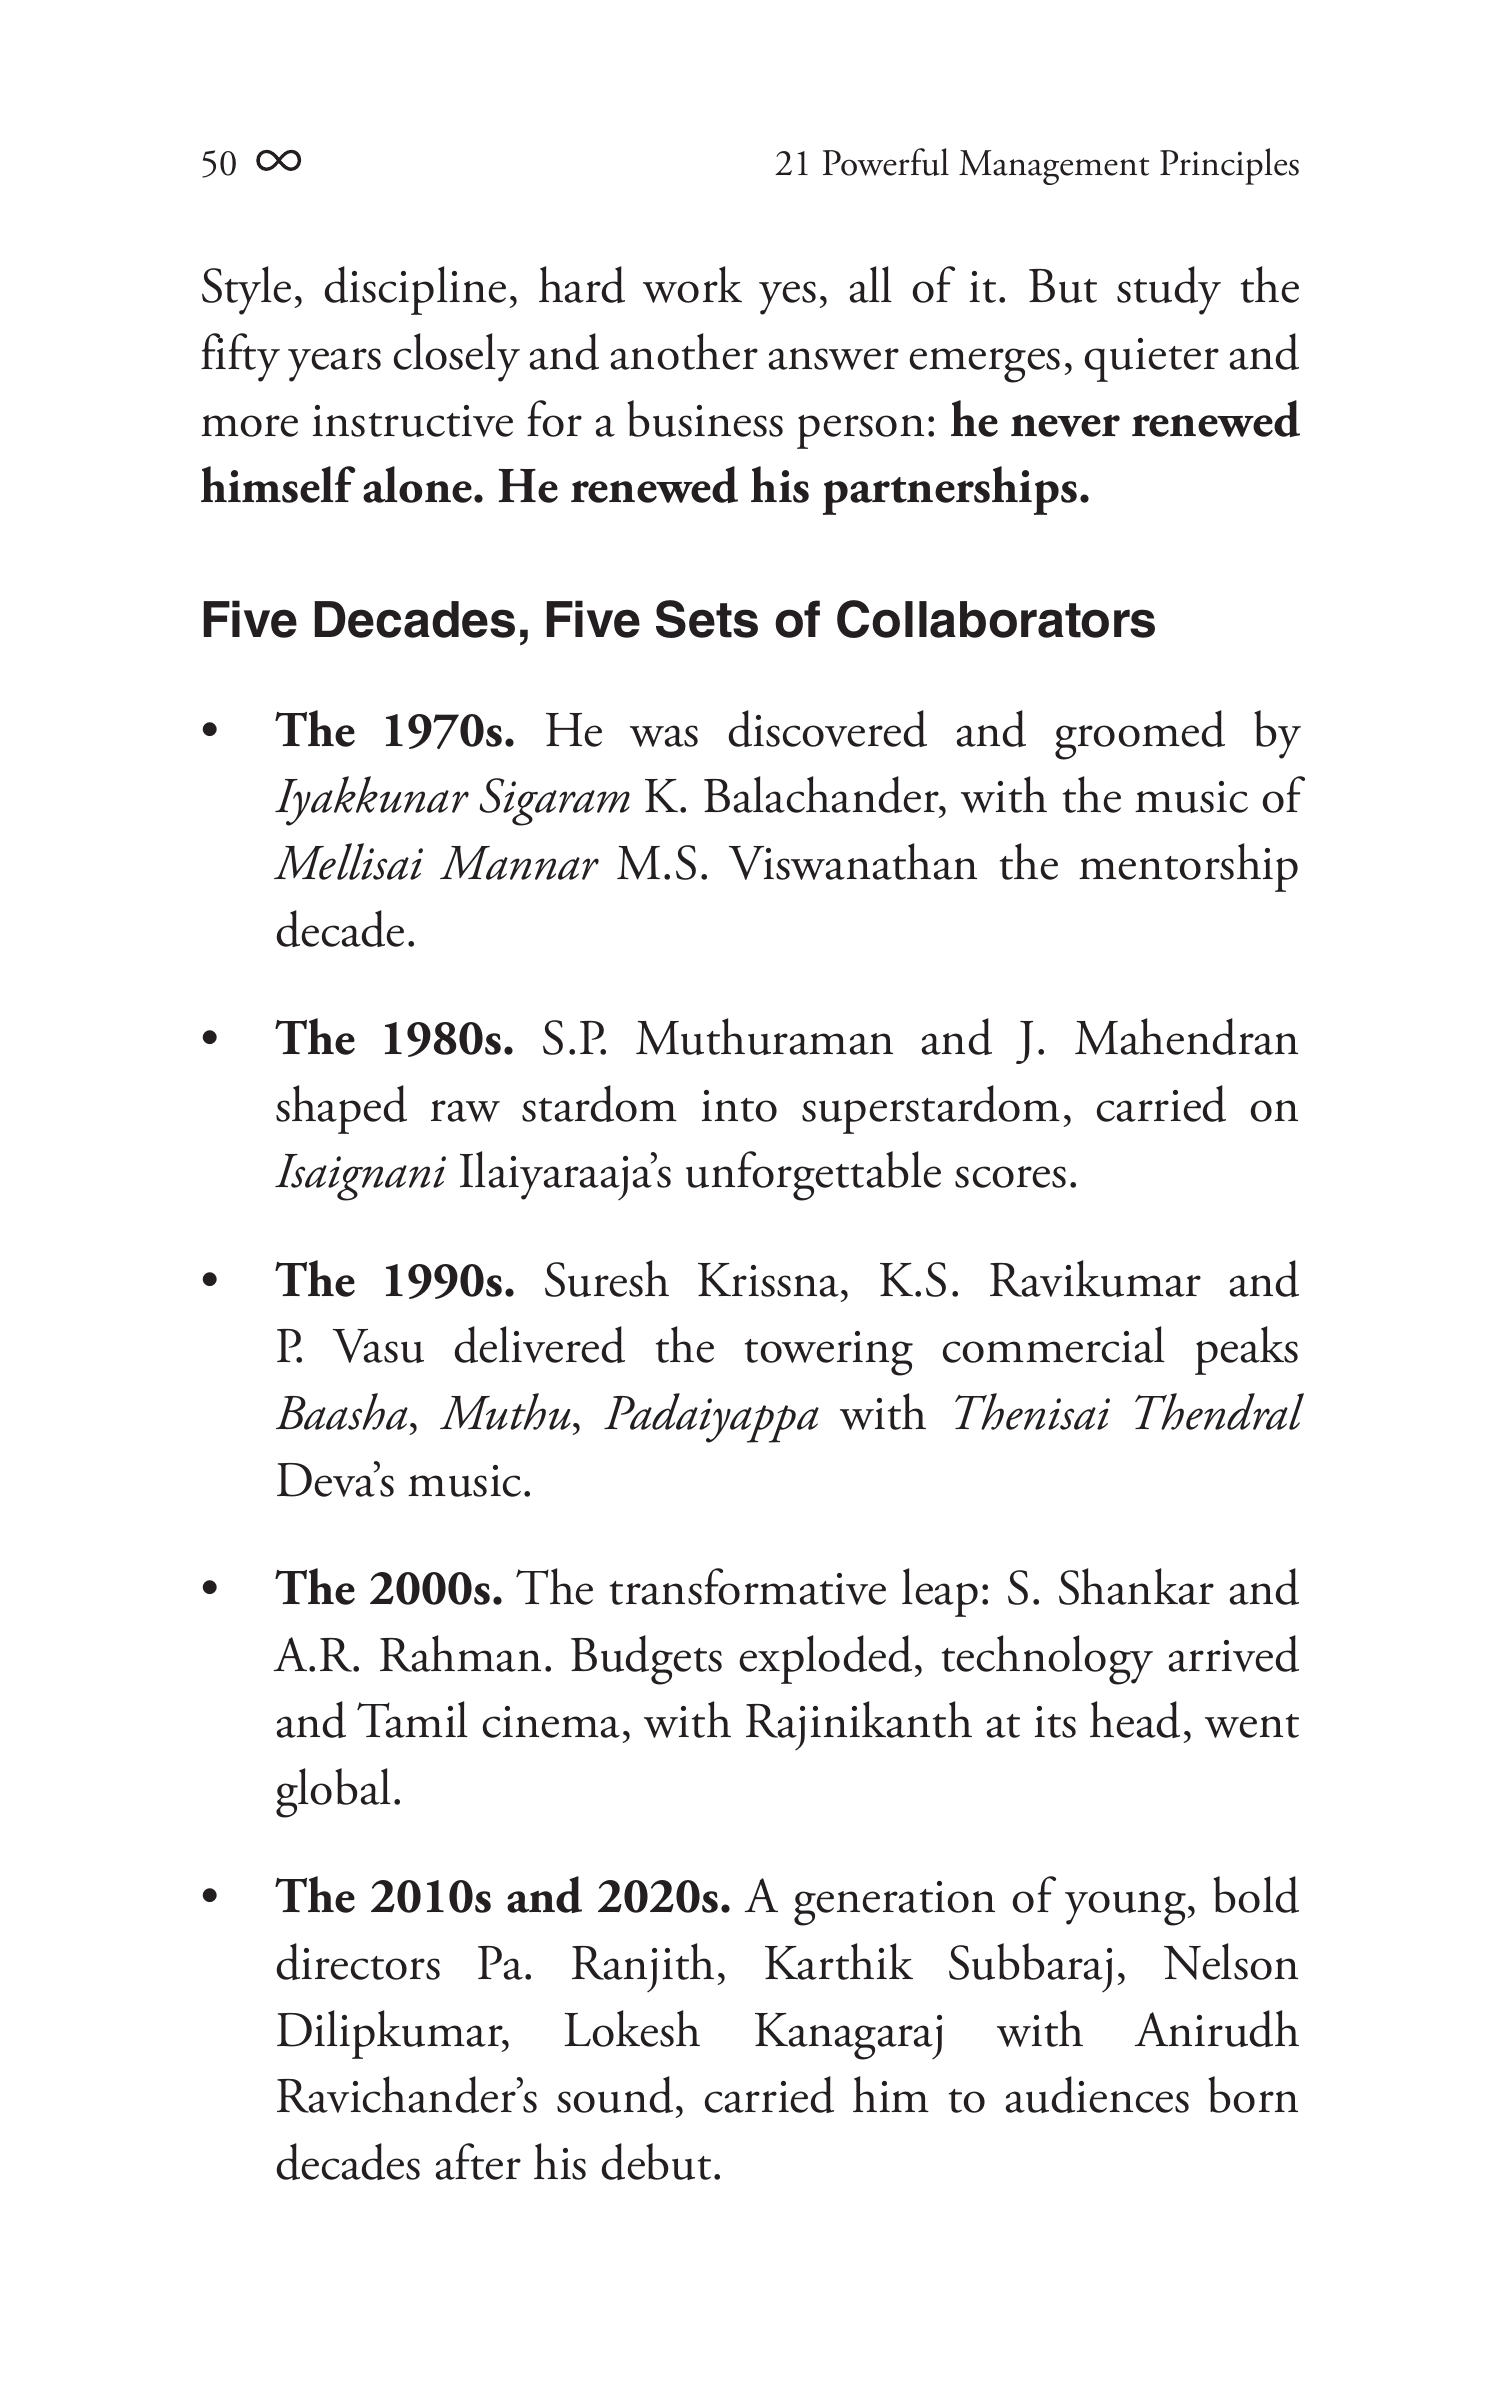 50 ∞ 21 Powerful Management Principles
Style, discipline, hard work yes, all of it. But study the
fifty years closely and another answer emerges, quieter and
more instructive for a business person: he never renewed
himself alone. He renewed his partnerships.
Five Decades, Five Sets of Collaborators
• The 1970s. He was discovered and groomed by
Iyakkunar Sigaram K. Balachander, with the music of
Mellisai Mannar M.S. Viswanathan the mentorship
decade.
• The 1980s. S.P. Muthuraman and J. Mahendran
shaped raw stardom into superstardom, carried on
Isaignani Ilaiyaraaja’s unforgettable scores.
• The 1990s. Suresh Krissna, K.S. Ravikumar and
P. Vasu delivered the towering commercial peaks
Baasha, Muthu, Padaiyappa with Thenisai Thendral
Deva’s music.
• The 2000s. The transformative leap: S. Shankar and
A.R. Rahman. Budgets exploded, technology arrived
and Tamil cinema, with Rajinikanth at its head, went
global.
• The 2010s and 2020s. A generation of young, bold
directors Pa. Ranjith, Karthik Subbaraj, Nelson
Dilipkumar, Lokesh Kanagaraj with Anirudh
Ravichander’s sound, carried him to audiences born
decades after his debut.